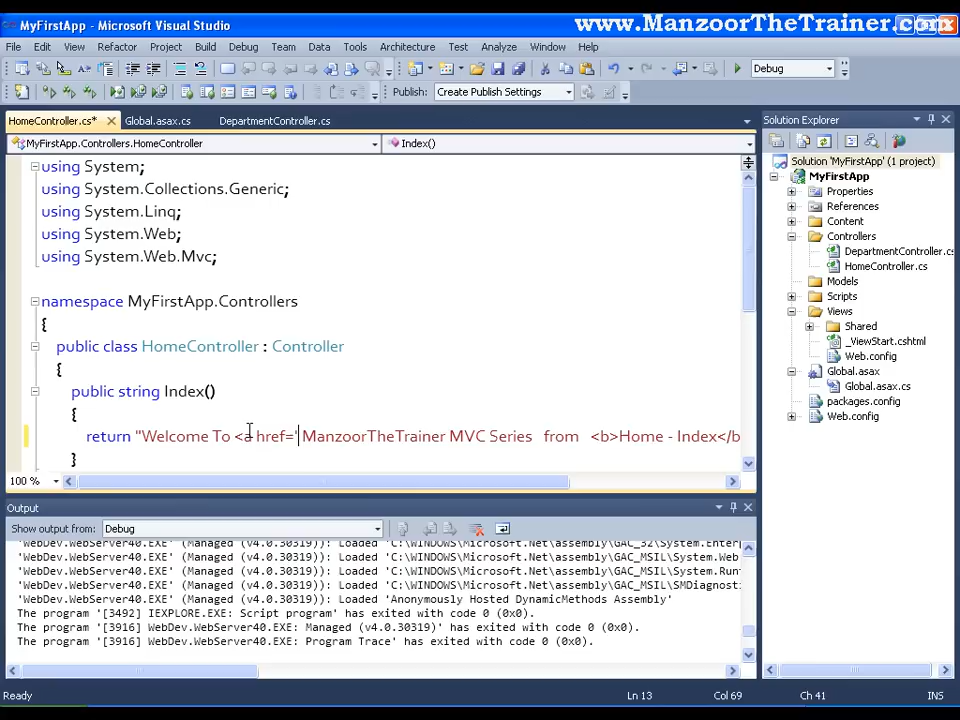 MyFirstApp - Microsoft Visual Studio
www.ManzoorTheTrainer.com
File Edit View Refactor Project Build Debug Team Data Tools Architecture Test Analyze Window Help
Debug
Publish: Create Publish Settings
HomeController.cs* Global.asax.cs DepartmentController.cs
MyFirstApp.Controllers.HomeController Index()
using System;
using System.Collections.Generic;
using System.Linq;
using System.Web;
using System.Web.Mvc;
namespace MyFirstApp.Controllers
{
public class HomeController : Controller
{
public string Index()
{
return "Welcome To <a href=' ManzoorTheTrainer MVC Series from <b>Home - Index</b
}
100 %
Solution Explorer
Solution 'MyFirstApp' (1 project)
MyFirstApp
Properties
References
Content
Controllers
DepartmentController.cs
HomeController.cs
Models
Scripts
Views
Shared
_ViewStart.cshtml
Web.config
Global.asax
Global.asax.cs
packages.config
Web.config
Output
Show output from: Debug
'WebDev.WebServer40.EXE' (Managed (v4.0.30319)): Loaded 'C:\WINDOWS\Microsoft.Net\assembly\GAC_32\System.Enter
'WebDev.WebServer40.EXE' (Managed (v4.0.30319)): Loaded 'C:\WINDOWS\Microsoft.Net\assembly\GAC_MSIL\System.Web
'WebDev.WebServer40.EXE' (Managed (v4.0.30319)): Loaded 'C:\WINDOWS\Microsoft.Net\assembly\GAC_MSIL\System.Run
'WebDev.WebServer40.EXE' (Managed (v4.0.30319)): Loaded 'C:\WINDOWS\Microsoft.Net\assembly\GAC_MSIL\SMDiagnost
'WebDev.WebServer40.EXE' (Managed (v4.0.30319)): Loaded 'Anonymously Hosted DynamicMethods Assembly'
The program '[3492] IEXPLORE.EXE: Script program' has exited with code 0 (0x0).
The program '[3916] WebDev.WebServer40.EXE: Managed (v4.0.30319)' has exited with code 0 (0x0).
The program '[3916] WebDev.WebServer40.EXE: Program Trace' has exited with code 0 (0x0).
Ready Ln 13 Col 69 Ch 41 INS